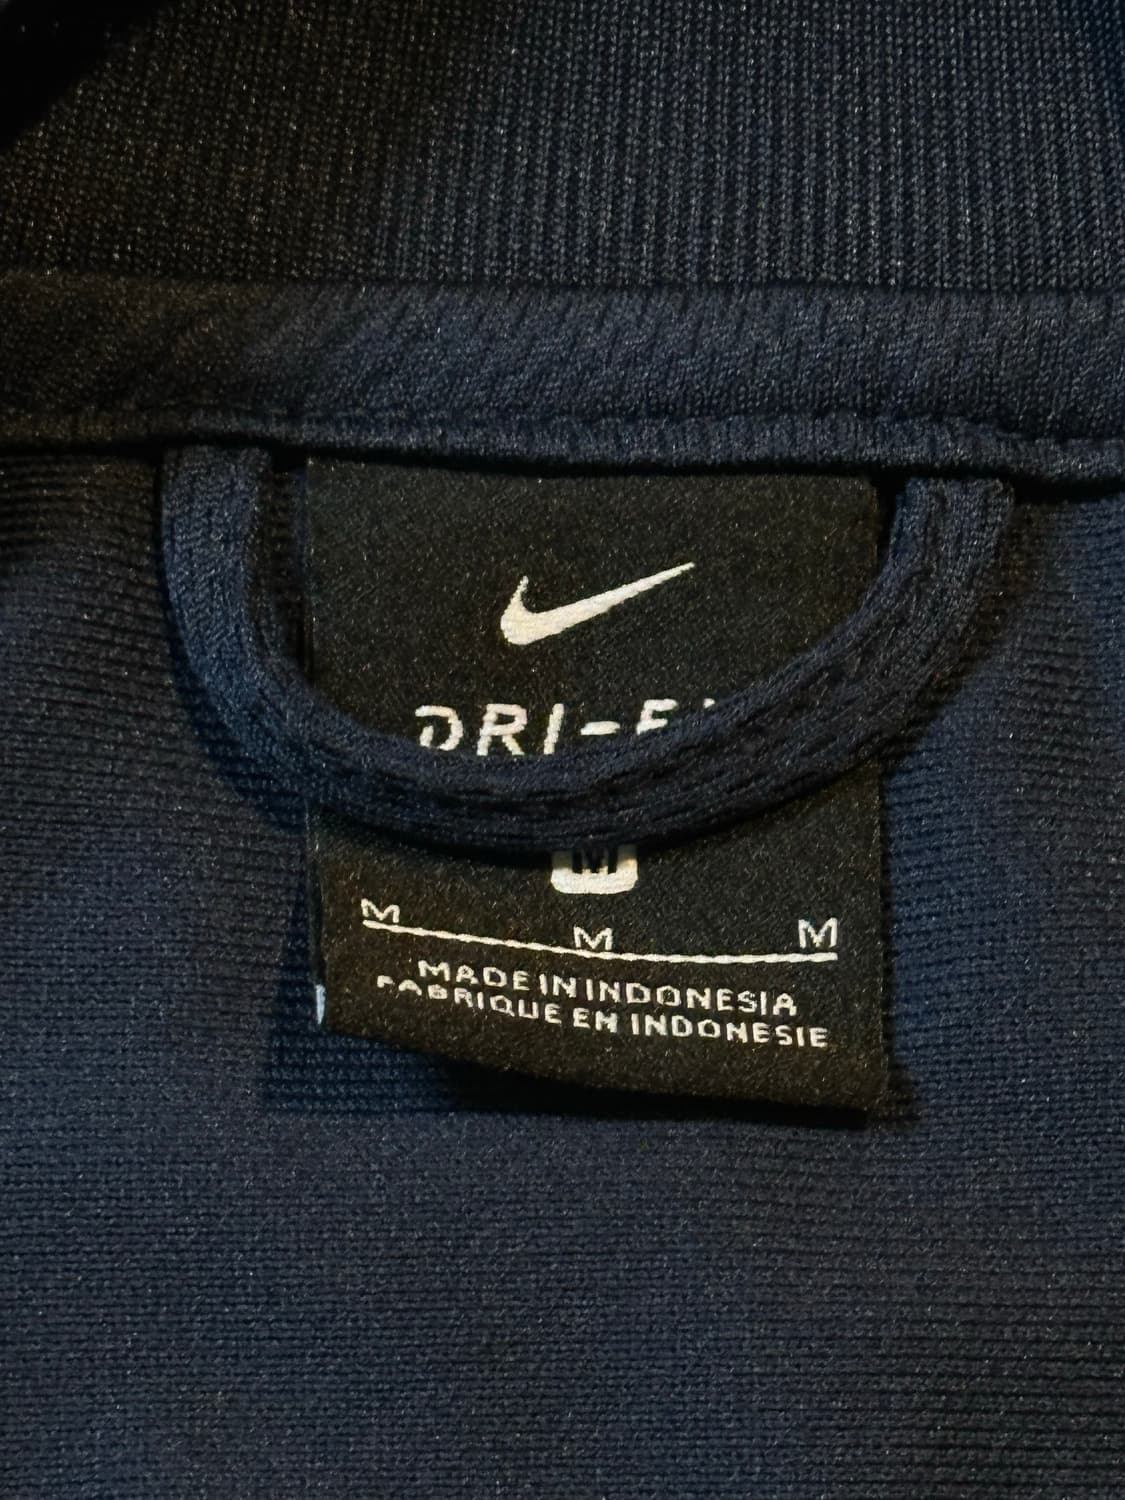 DRI-F
M
M M M
MADE IN INDONESIA
FABRIQUE EN INDONESIE